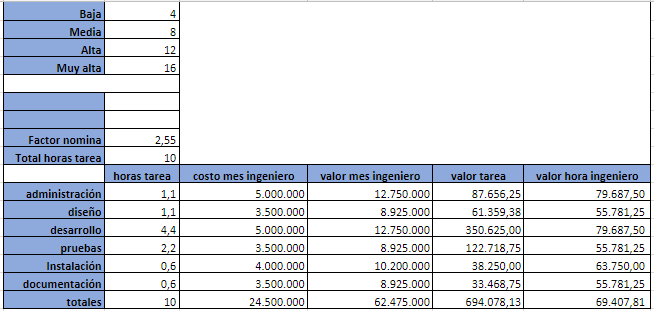 Baja 4
Media 8
Alta 12
Muy alta 16
Factor nomina 2,55
Total horas tarea 10
horas tarea costo mes ingeniero valor mes ingeniero valor tarea valor hora ingeniero
administración 1,1 5.000.000 12.750.000 87.656,25 79.687,50
diseño 1,1 3.500.000 8.925.000 61.359,38 55.781,25
desarrollo 4,4 5.000.000 12.750.000 350.625,00 79.687,50
pruebas 2,2 3.500.000 8.925.000 122.718,75 55.781,25
Instalación 0,6 4.000.000 10.200.000 38.250,00 63.750,00
documentación 0,6 3.500.000 8.925.000 33.468,75 55.781,25
totales 10 24.500.000 62.475.000 694.078,13 69.407,81